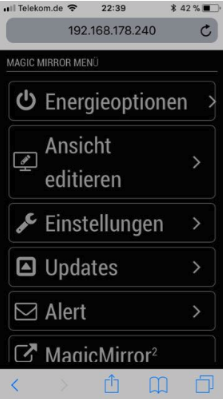 Telekom.de 22:39 42 %
192.168.178.240
MAGIC MIRROR MENÜ
Energieoptionen
Ansicht
editieren
Einstellungen
Updates
Alert
MagicMirror²